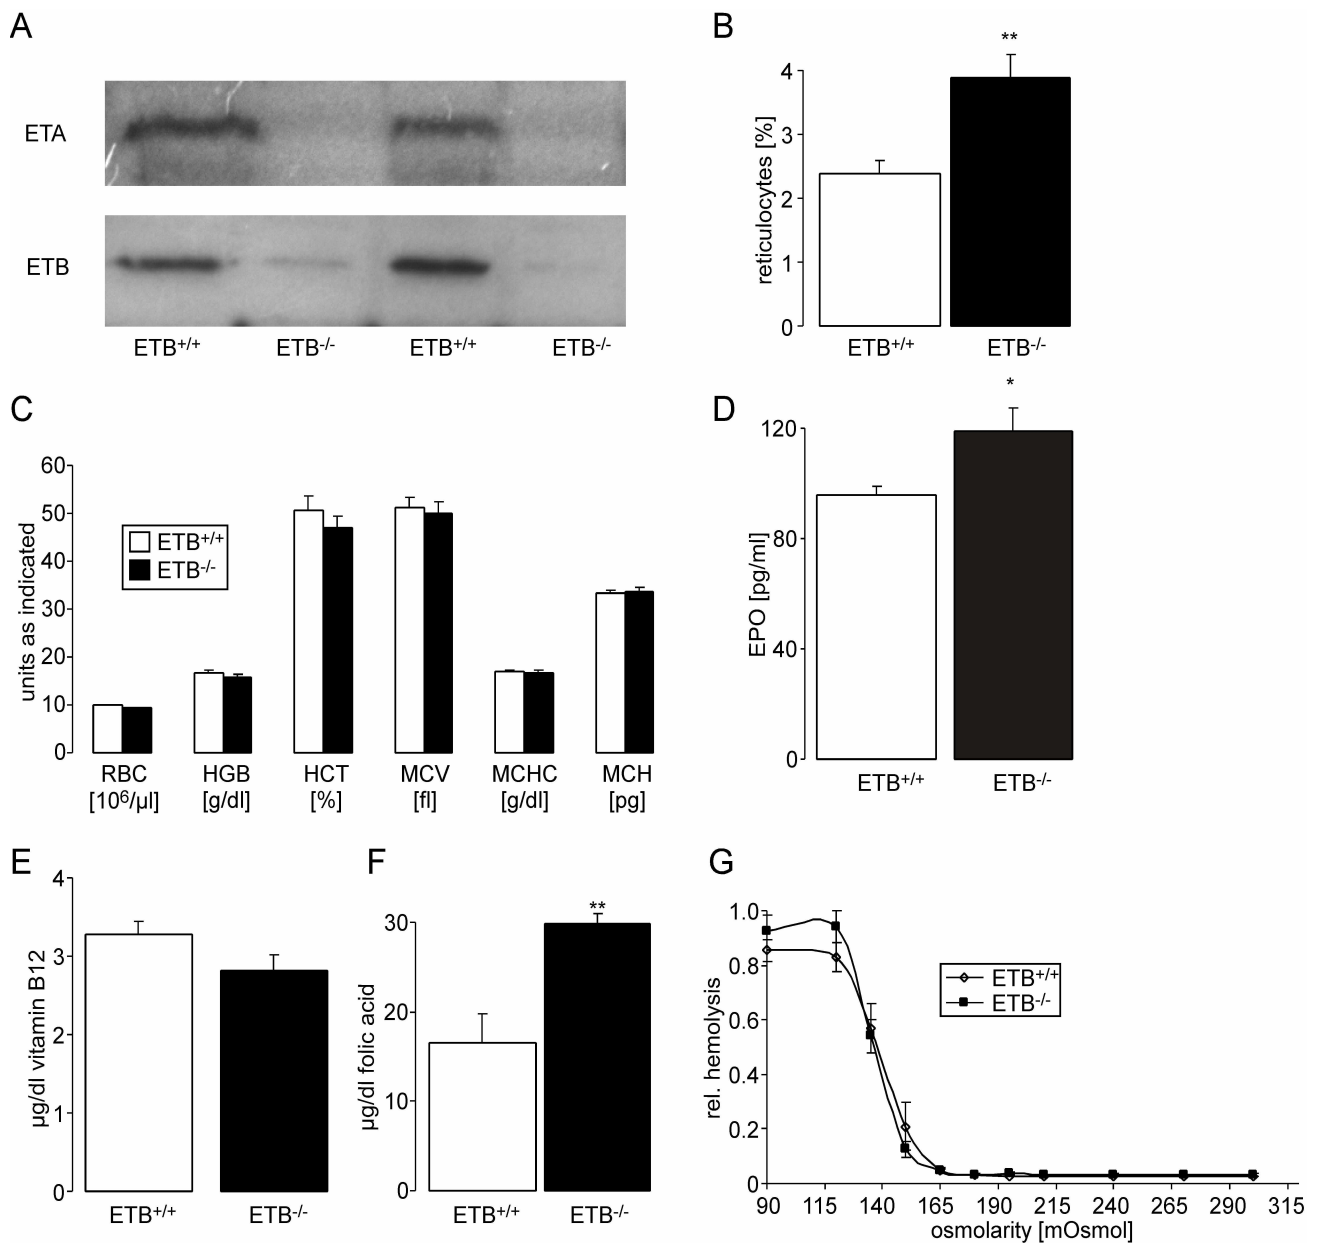 A
ETA
ETB
ETB+/+ ETB-/- ETB+/+ ETB-/-
B
**
reticulocytes [%]
4
3
2
1
0
ETB+/+ ETB-/-
C
units as indicated
60
50
40
30
20
10
0
ETB+/+
ETB-/-
RBC HGB HCT MCV MCHC MCH
[10⁶/µl] [g/dl] [%] [fl] [g/dl] [pg]
D
*
EPO [pg/ml]
120
80
40
0
ETB+/+ ETB-/-
E
µg/dl vitamin B12
4
3
2
1
0
ETB+/+ ETB-/-
F
**
µg/dl folic acid
30
20
10
0
ETB+/+ ETB-/-
G
rel. hemolysis
1.0
0.8
0.6
0.4
0.2
0
ETB+/+
ETB-/-
90 115 140 165 190 215 240 265 290 315
osmolarity [mOsmol]